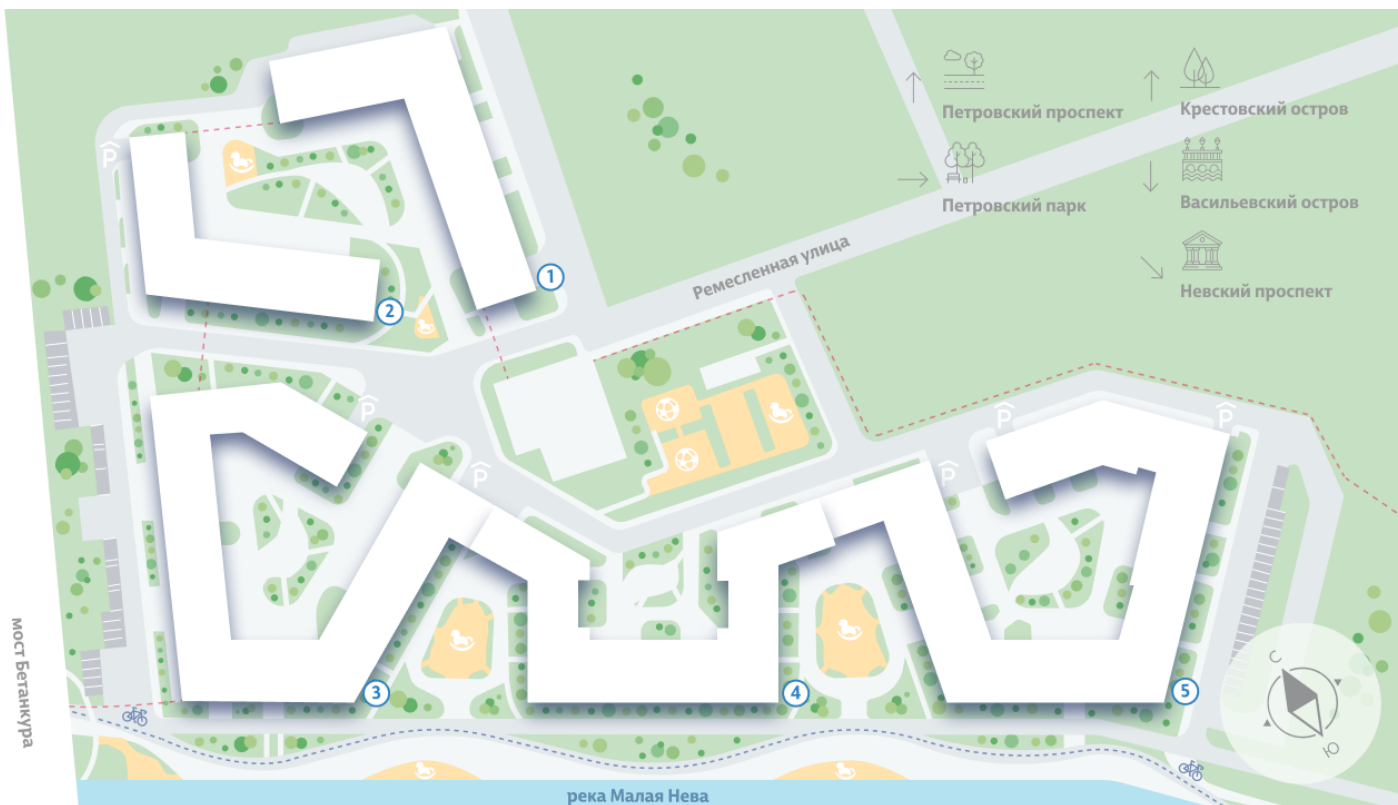 Петровский проспект
Крестовский остров
Петровский парк
Васильевский остров
Невский проспект
Ремесленная улица
1
2
P
P
P
P
P
P
3
4
5
мост Бетанкура
С
Ю
река Малая Нева